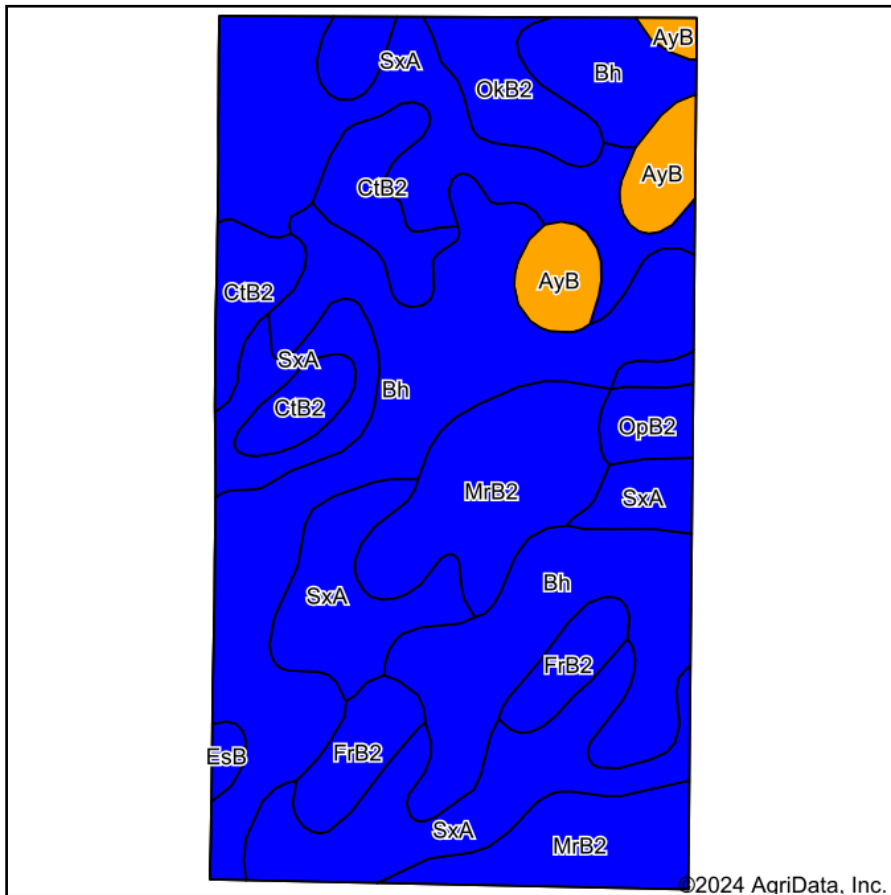 AyB
SxA
Bh
OkB2
AyB
CtB2
AyB
CtB2
SxA
Bh
CtB2
OpB2
MrB2
SxA
Bh
SxA
FrB2
FrB2
EsB
SxA
MrB2
©2024 AgriData, Inc.